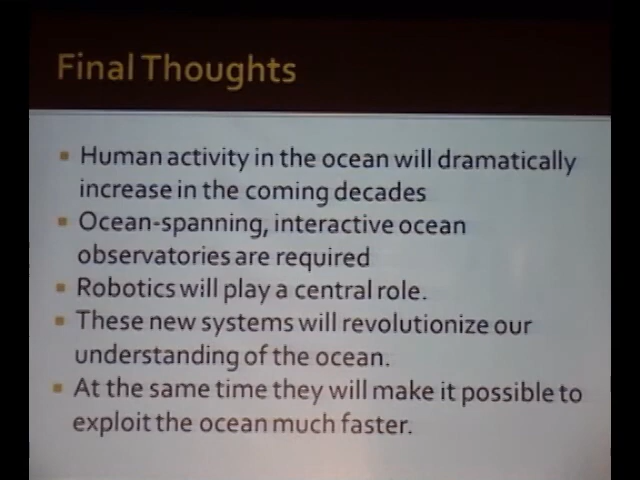 Final Thoughts
Human activity in the ocean will dramatically
increase in the coming decades
Ocean-spanning, interactive ocean
observatories are required
Robotics will play a central role.
These new systems will revolutionize our
understanding of the ocean.
At the same time they will make it possible to
exploit the ocean much faster.